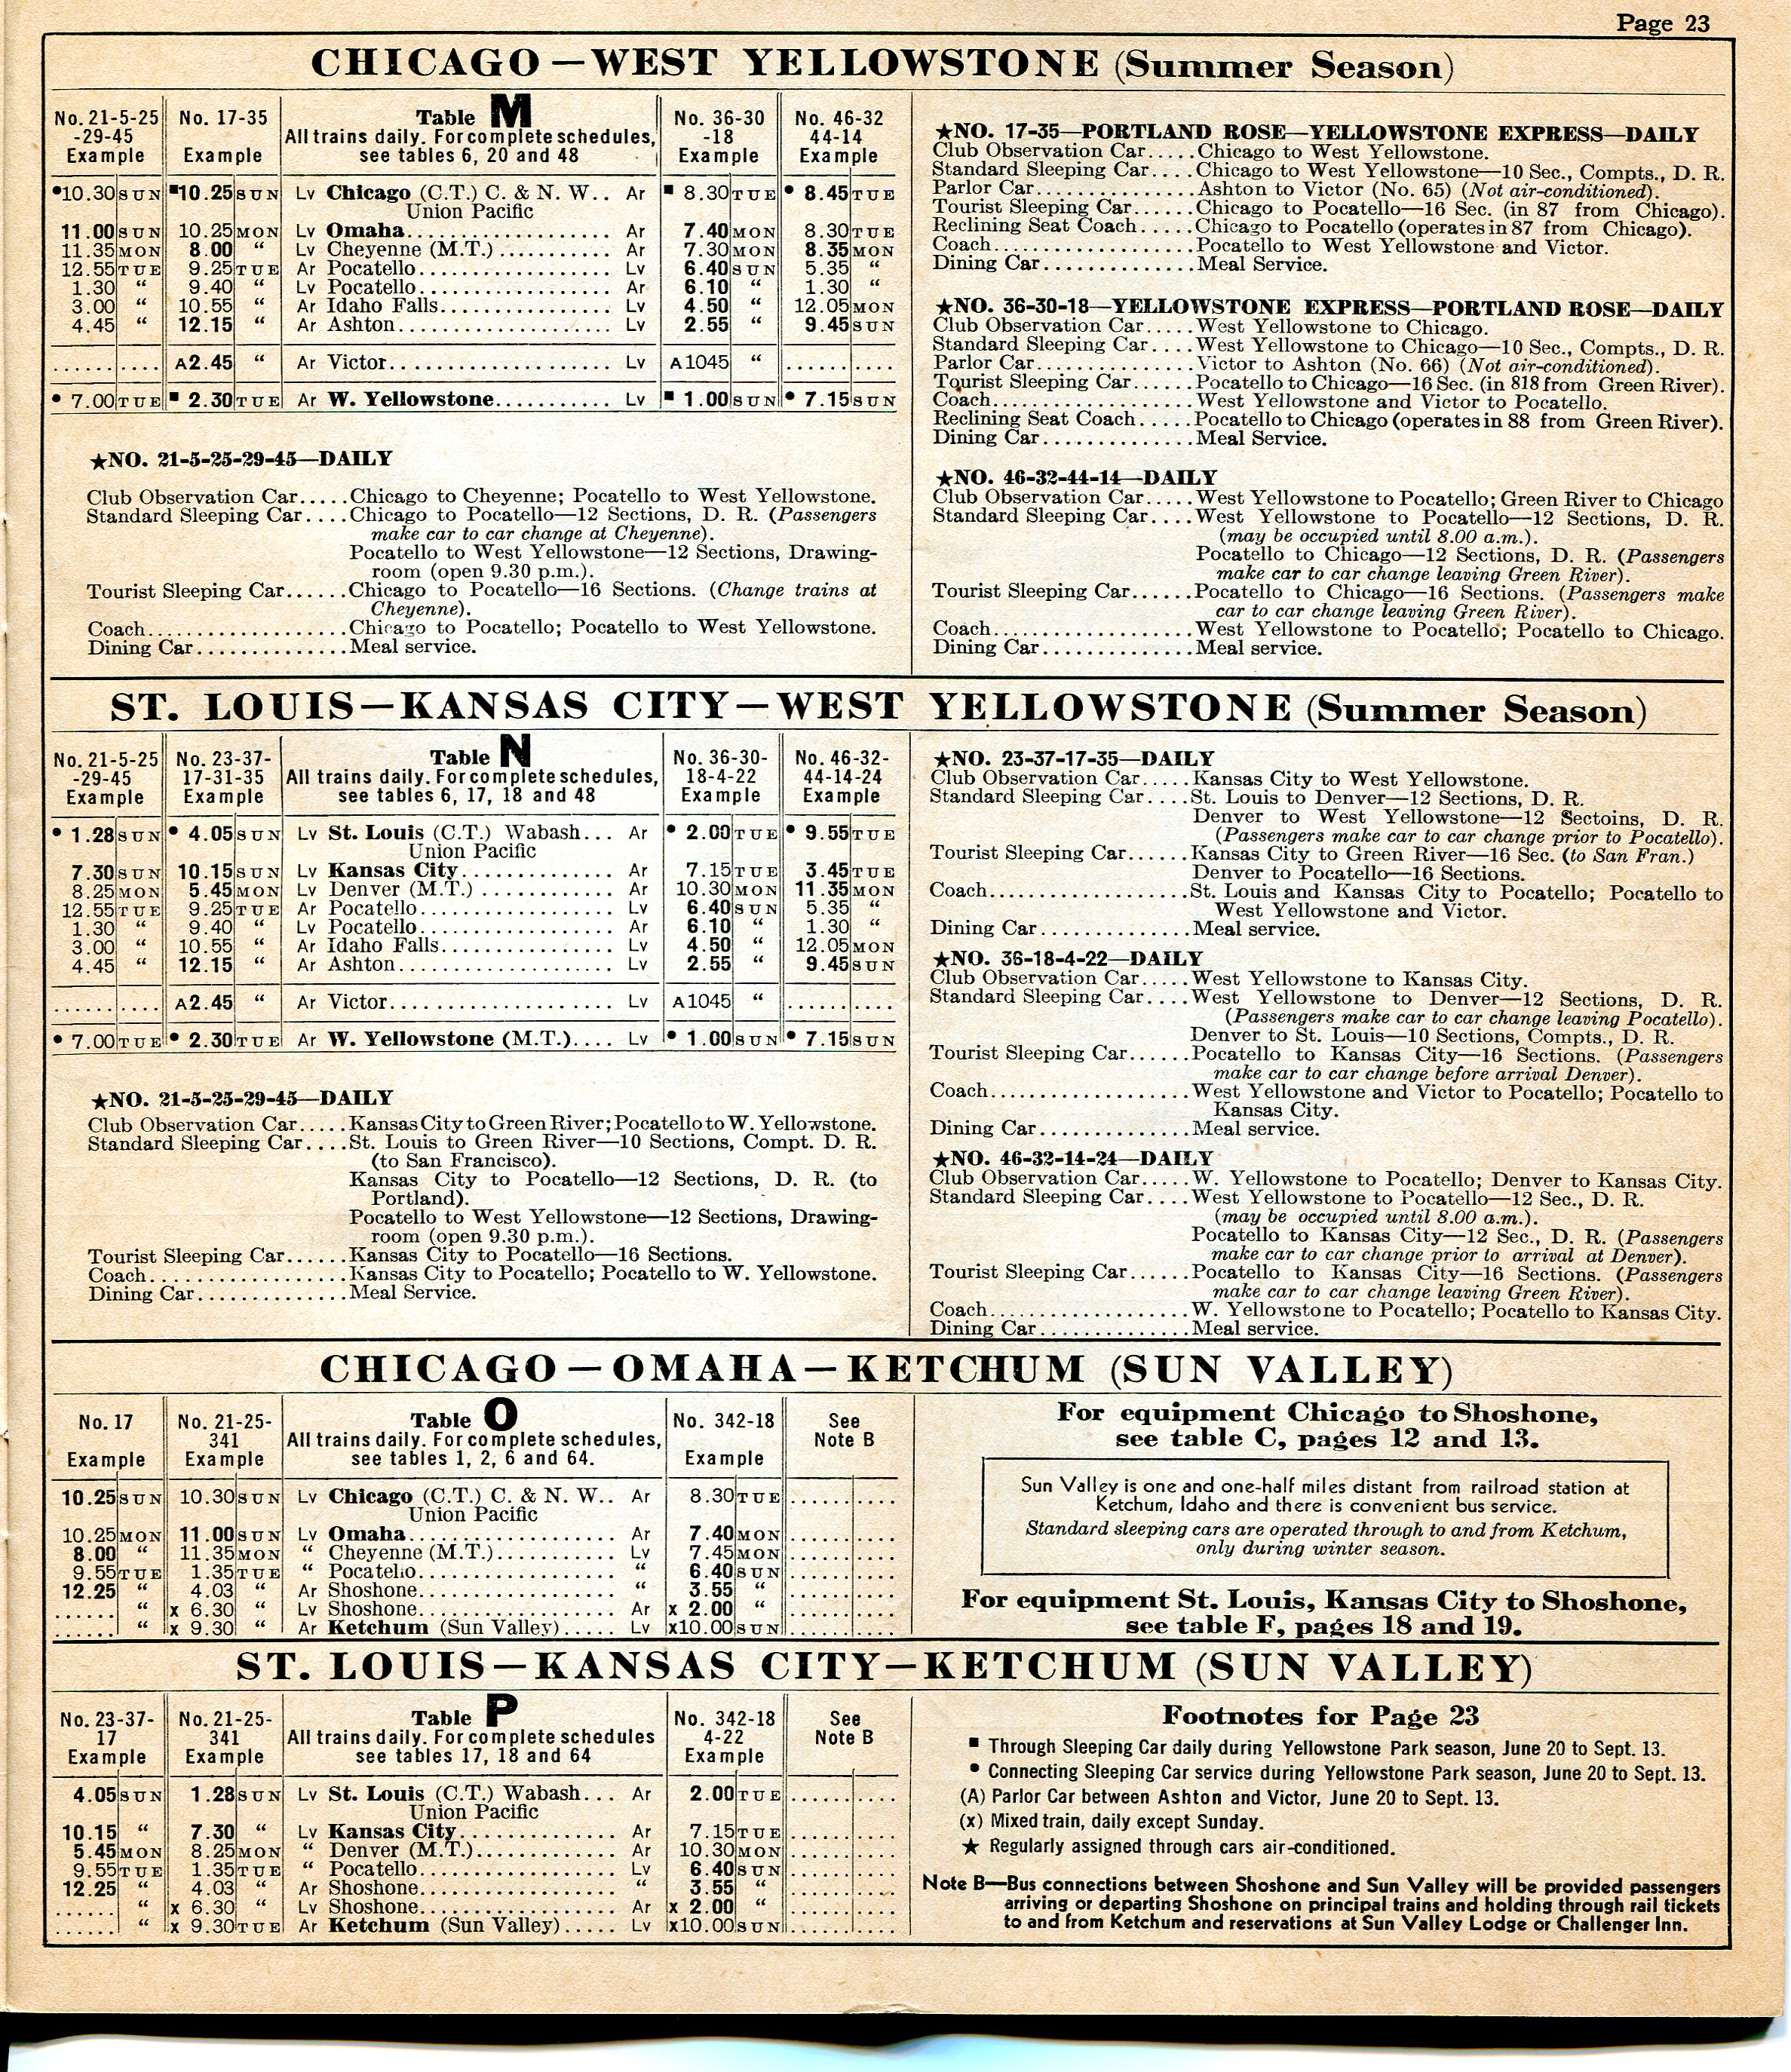 Page 23
CHICAGO—WEST YELLOWSTONE (Summer Season)
No. 21-5-25 No. 17-35 Table M No. 36-30 No. 46-32
-29-45 All trains daily. For complete schedules, -18 44-14
Example Example see tables 6, 20 and 48 Example Example
•10.30 SUN ■10.25 SUN Lv Chicago (C.T.) C. & N. W.. Ar ■ 8.30 TUE • 8.45 TUE
Union Pacific
11.00 SUN 10.25 MON Lv Omaha Ar 7.40 MON 8.30 TUE
11.35 MON 8.00 “ Lv Cheyenne (M.T.) Ar 7.30 MON 8.35 MON
12.55 TUE 9.25 TUE Ar Pocatello Lv 6.40 SUN 5.35 “
1.30 “ 9.40 “ Lv Pocatello Ar 6.10 “ 1.30 “
3.00 “ 10.55 “ Ar Idaho Falls Lv 4.50 “ 12.05 MON
4.45 “ 12.15 “ Ar Ashton Lv 2.55 “ 9.45 SUN
...... .... A2.45 “ Ar Victor Lv A1045 “ ...... ....
• 7.00 TUE ■ 2.30 TUE Ar W. Yellowstone Lv ■ 1.00 SUN • 7.15 SUN
★NO. 21-5-25-29-45—DAILY
Club Observation Car.....Chicago to Cheyenne; Pocatello to West Yellowstone.
Standard Sleeping Car....Chicago to Pocatello—12 Sections, D. R. (Passengers
make car to car change at Cheyenne).
Pocatello to West Yellowstone—12 Sections, Drawing-
room (open 9.30 p.m.).
Tourist Sleeping Car......Chicago to Pocatello—16 Sections. (Change trains at
Cheyenne).
Coach..................Chicago to Pocatello; Pocatello to West Yellowstone.
Dining Car..............Meal service.
★NO. 17-35—PORTLAND ROSE—YELLOWSTONE EXPRESS—DAILY
Club Observation Car.....Chicago to West Yellowstone.
Standard Sleeping Car....Chicago to West Yellowstone—10 Sec., Compts., D. R.
Parlor Car...............Ashton to Victor (No. 65) (Not air-conditioned).
Tourist Sleeping Car......Chicago to Pocatello—16 Sec. (in 87 from Chicago).
Reclining Seat Coach.....Chicago to Pocatello (operates in 87 from Chicago).
Coach...................Pocatello to West Yellowstone and Victor.
Dining Car..............Meal Service.
★NO. 36-30-18—YELLOWSTONE EXPRESS—PORTLAND ROSE—DAILY
Club Observation Car.....West Yellowstone to Chicago.
Standard Sleeping Car....West Yellowstone to Chicago—10 Sec., Compts., D. R.
Parlor Car...............Victor to Ashton (No. 66) (Not air-conditioned).
Tourist Sleeping Car......Pocatello to Chicago—16 Sec. (in 818 from Green River).
Coach...................West Yellowstone and Victor to Pocatello.
Reclining Seat Coach.....Pocatello to Chicago (operates in 88 from Green River).
Dining Car..............Meal Service.
★NO. 46-32-44-14—DAILY
Club Observation Car.....West Yellowstone to Pocatello; Green River to Chicago
Standard Sleeping Car....West Yellowstone to Pocatello—12 Sections, D. R.
(may be occupied until 8.00 a.m.).
Pocatello to Chicago—12 Sections, D. R. (Passengers
make car to car change leaving Green River).
Tourist Sleeping Car......Pocatello to Chicago—16 Sections. (Passengers make
car to car change leaving Green River).
Coach...................West Yellowstone to Pocatello; Pocatello to Chicago.
Dining Car..............Meal service.
ST. LOUIS—KANSAS CITY—WEST YELLOWSTONE (Summer Season)
No. 21-5-25 No. 23-37- Table N No. 36-30- No. 46-32-
-29-45 17-31-35 All trains daily. For complete schedules, 18-4-22 44-14-24
Example Example see tables 6, 17, 18 and 48 Example Example
• 1.28 SUN • 4.05 SUN Lv St. Louis (C.T.) Wabash... Ar • 2.00 TUE • 9.55 TUE
Union Pacific
7.30 SUN 10.15 SUN Lv Kansas City Ar 7.15 TUE 3.45 TUE
8.25 MON 5.45 MON Lv Denver (M.T.) Ar 10.30 MON 11.35 MON
12.55 TUE 9.25 TUE Ar Pocatello Lv 6.40 SUN 5.35 “
1.30 “ 9.40 “ Lv Pocatello Ar 6.10 “ 1.30 “
3.00 “ 10.55 “ Ar Idaho Falls Lv 4.50 “ 12.05 MON
4.45 “ 12.15 “ Ar Ashton Lv 2.55 “ 9.45 SUN
...... .... A2.45 “ Ar Victor Lv A1045 “ ...... ....
• 7.00 TUE • 2.30 TUE Ar W. Yellowstone (M.T.).... Lv • 1.00 SUN • 7.15 SUN
★NO. 21-5-25-29-45—DAILY
Club Observation Car.....Kansas City to Green River; Pocatello to W. Yellowstone.
Standard Sleeping Car....St. Louis to Green River—10 Sections, Compt. D. R.
(to San Francisco).
Kansas City to Pocatello—12 Sections, D. R. (to
Portland).
Pocatello to West Yellowstone—12 Sections, Drawing-
room (open 9.30 p.m.).
Tourist Sleeping Car......Kansas City to Pocatello—16 Sections.
Coach..................Kansas City to Pocatello; Pocatello to W. Yellowstone.
Dining Car..............Meal Service.
★NO. 23-37-17-35—DAILY
Club Observation Car.....Kansas City to West Yellowstone.
Standard Sleeping Car....St. Louis to Denver—12 Sections, D. R.
Denver to West Yellowstone—12 Sectoins, D. R.
(Passengers make car to car change prior to Pocatello).
Tourist Sleeping Car......Kansas City to Green River—16 Sec. (to San Fran.)
Denver to Pocatello—16 Sections.
Coach...................St. Louis and Kansas City to Pocatello; Pocatello to
West Yellowstone and Victor.
Dining Car..............Meal service.
★NO. 36-18-4-22—DAILY
Club Observation Car.....West Yellowstone to Kansas City.
Standard Sleeping Car....West Yellowstone to Denver—12 Sections, D. R.
(Passengers make car to car change leaving Pocatello).
Denver to St. Louis—10 Sections, Compts., D. R.
Tourist Sleeping Car......Pocatello to Kansas City—16 Sections. (Passengers
make car to car change before arrival Denver).
Coach...................West Yellowstone and Victor to Pocatello; Pocatello to
Kansas City.
Dining Car..............Meal service.
★NO. 46-32-14-24—DAILY
Club Observation Car.....W. Yellowstone to Pocatello; Denver to Kansas City.
Standard Sleeping Car....West Yellowstone to Pocatello—12 Sec., D. R.
(may be occupied until 8.00 a.m.).
Pocatello to Kansas City—12 Sec., D. R. (Passengers
make car to car change prior to arrival at Denver).
Tourist Sleeping Car......Pocatello to Kansas City—16 Sections. (Passengers
make car to car change leaving Green River).
Coach...................W. Yellowstone to Pocatello; Pocatello to Kansas City.
Dining Car..............Meal service.
CHICAGO—OMAHA—KETCHUM (SUN VALLEY)
No. 17 No. 21-25- Table O No. 342-18 See
341 All trains daily. For complete schedules, Note B
Example Example see tables 1, 2, 6 and 64. Example
10.25 SUN 10.30 SUN Lv Chicago (C.T.) C. & N. W.. Ar 8.30 TUE ...... ....
Union Pacific
10.25 MON 11.00 SUN Lv Omaha Ar 7.40 MON ...... ....
8.00 “ 11.35 MON “ Cheyenne (M.T.) Lv 7.45 MON ...... ....
9.55 TUE 1.35 TUE “ Pocatello “ 6.40 SUN ...... ....
12.25 “ 4.03 “ Ar Shoshone “ 3.55 “ ...... ....
...... “ x 6.30 “ Lv Shoshone Ar x 2.00 “ ...... ....
...... “ x 9.30 “ Ar Ketchum (Sun Valley)..... Lv x10.00 SUN ...... ....
For equipment Chicago to Shoshone,
see table C, pages 12 and 13.
Sun Valley is one and one-half miles distant from railroad station at
Ketchum, Idaho and there is convenient bus service.
Standard sleeping cars are operated through to and from Ketchum,
only during winter season.
For equipment St. Louis, Kansas City to Shoshone,
see table F, pages 18 and 19.
ST. LOUIS—KANSAS CITY—KETCHUM (SUN VALLEY)
No. 23-37- No. 21-25- Table P No. 342-18 See
17 341 All trains daily. For complete schedules 4-22 Note B
Example Example see tables 17, 18 and 64 Example
4.05 SUN 1.28 SUN Lv St. Louis (C.T.) Wabash... Ar 2.00 TUE ...... ....
Union Pacific
10.15 “ 7.30 “ Lv Kansas City Ar 7.15 TUE ...... ....
5.45 MON 8.25 MON “ Denver (M.T.) Ar 10.30 MON ...... ....
9.55 TUE 1.35 TUE “ Pocatello Lv 6.40 SUN ...... ....
12.25 “ 4.03 “ Ar Shoshone “ 3.55 “ ...... ....
...... “ x 6.30 “ Lv Shoshone Ar x 2.00 “ ...... ....
...... “ x 9.30 TUE Ar Ketchum (Sun Valley)..... Lv x10.00 SUN ...... ....
Footnotes for Page 23
■ Through Sleeping Car daily during Yellowstone Park season, June 20 to Sept. 13.
• Connecting Sleeping Car service during Yellowstone Park season, June 20 to Sept. 13.
(A) Parlor Car between Ashton and Victor, June 20 to Sept. 13.
(x) Mixed train, daily except Sunday.
★ Regularly assigned through cars air-conditioned.
Note B—Bus connections between Shoshone and Sun Valley will be provided passengers
arriving or departing Shoshone on principal trains and holding through rail tickets
to and from Ketchum and reservations at Sun Valley Lodge or Challenger Inn.